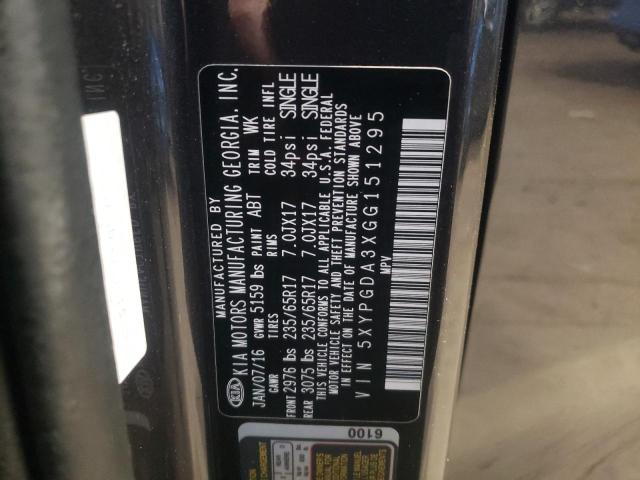 MANUFACTURED BY
KIA KIA MOTORS MANUFACTURING GEORGIA. INC.
JAN/07/16 GVWR 5159 lbs PAINT ABT TRIM WK
GAWR TIRES RIMS COLD TIRE INFL
FRONT 2976 lbs 235/65R17 7.0JX17 34psi SINGLE
REAR 3075 lbs 235/65R17 7.0JX17 34psi SINGLE
THIS VEHICLE CONFORMS TO ALL APPLICABLE U.S.A. FEDERAL
MOTOR VEHICLE SAFETY AND THEFT PREVENTION STANDARDS
IN EFFECT ON THE DATE OF MANUFACTURE SHOWN ABOVE
VIN 5XYPGDA3XGG151295
MPV
6100